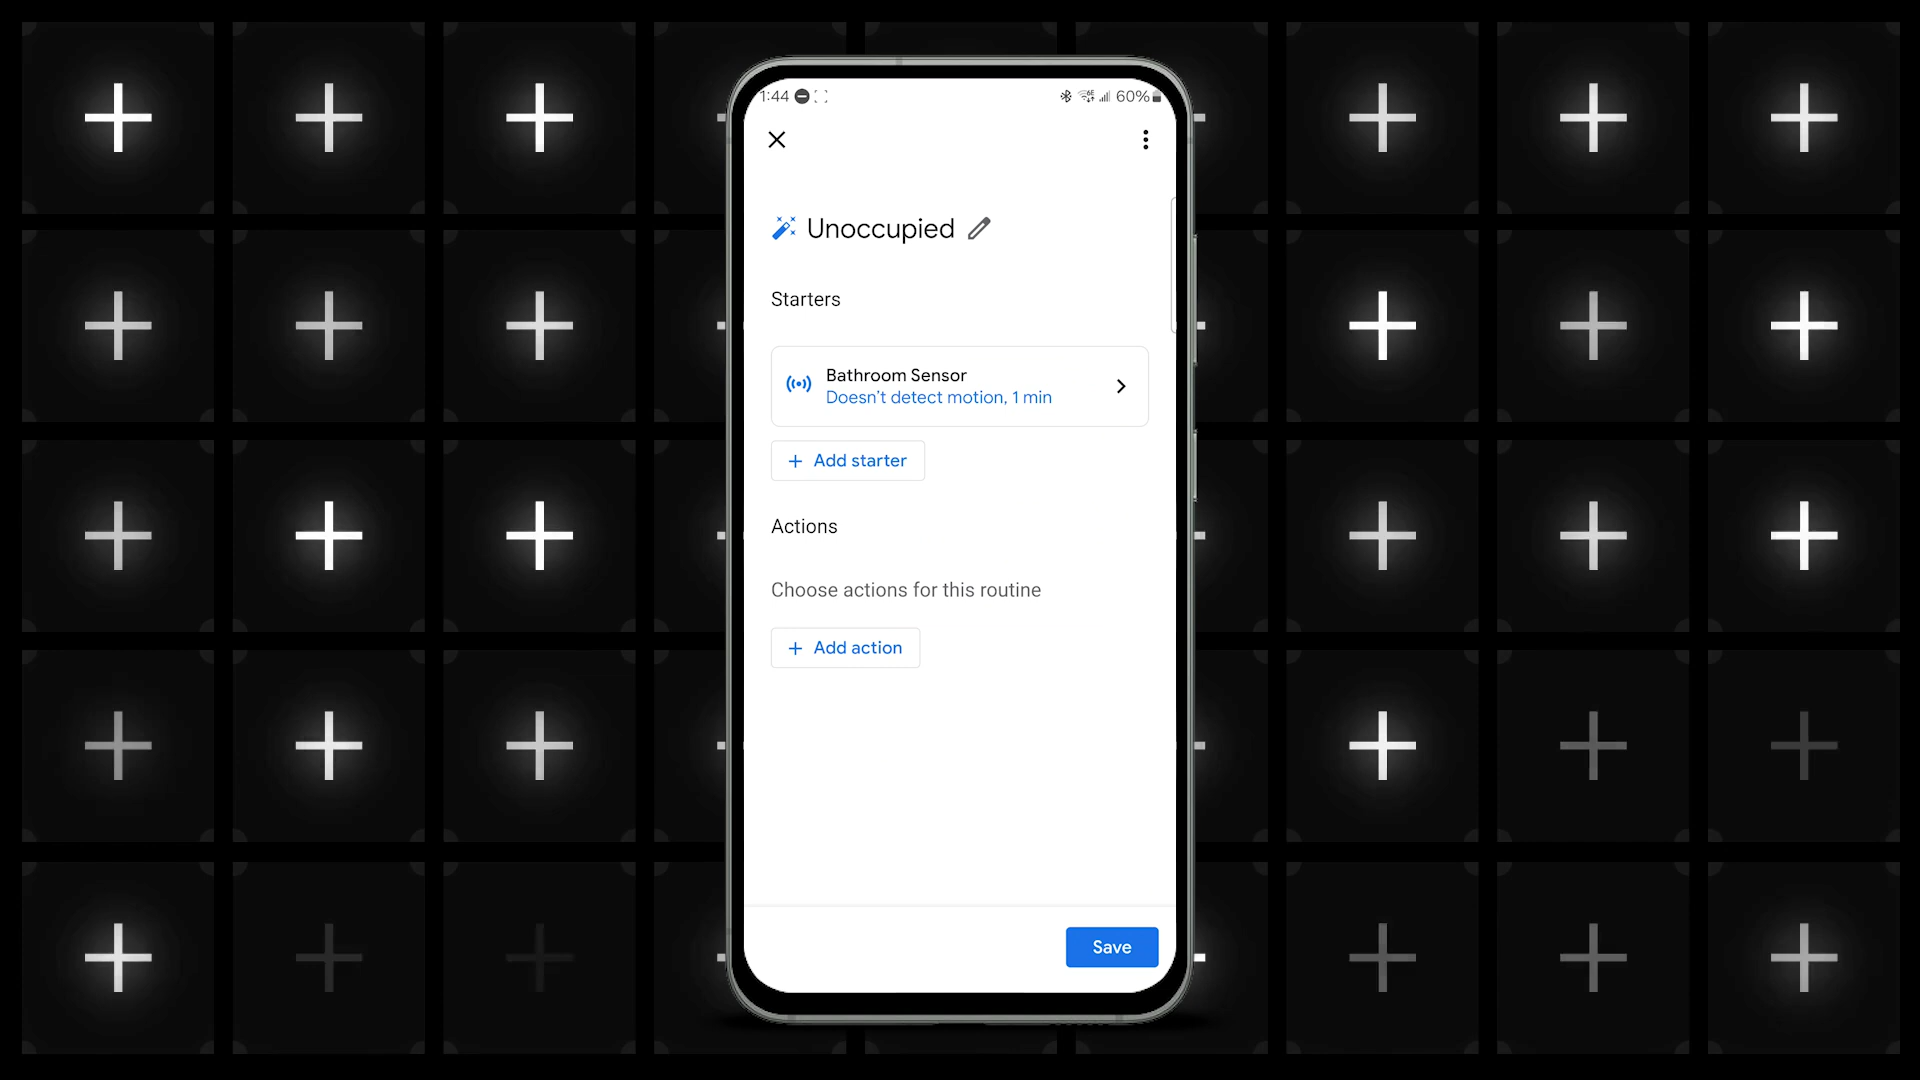 1:44
60%
Unoccupied
Starters
Bathroom Sensor
Doesn't detect motion, 1 min
+ Add starter
Actions
Choose actions for this routine
+ Add action
Save